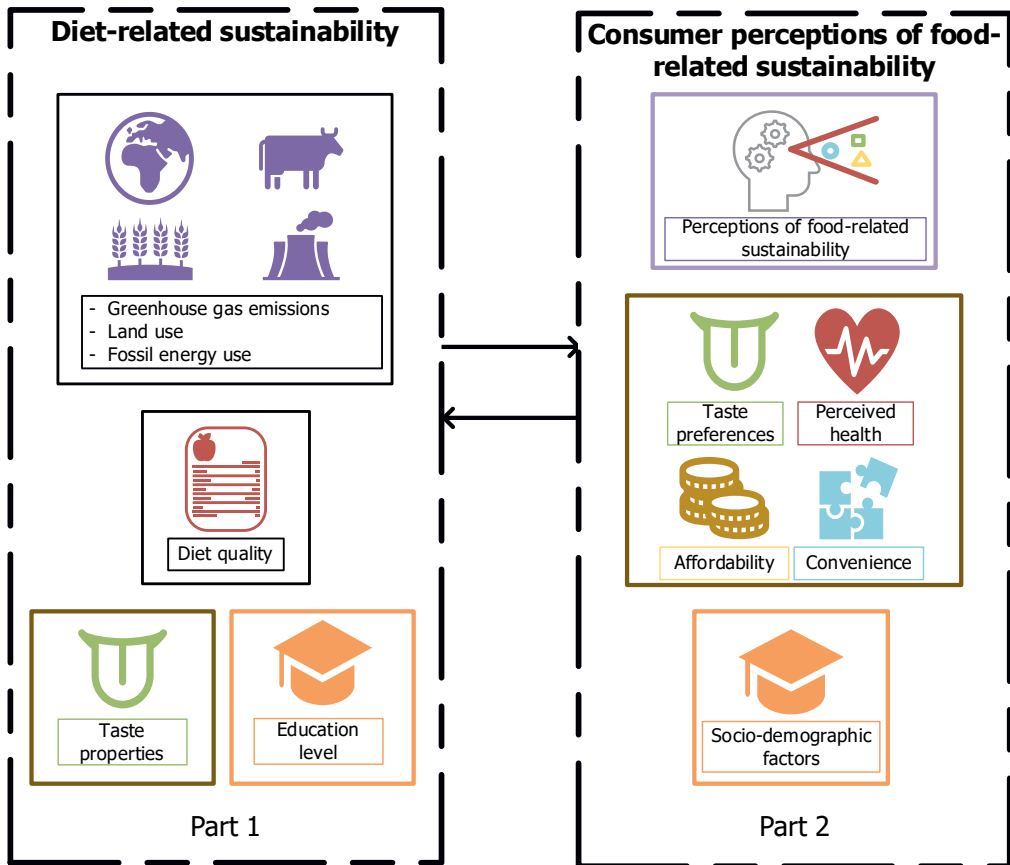 Diet-related sustainability
- Greenhouse gas emissions
- Land use
- Fossil energy use
Diet quality
Taste
properties
Education
level
Part 1
Consumer perceptions of food-
related sustainability
Perceptions of food-related
sustainability
Taste
preferences
Perceived
health
Affordability
Convenience
Socio-demographic
factors
Part 2